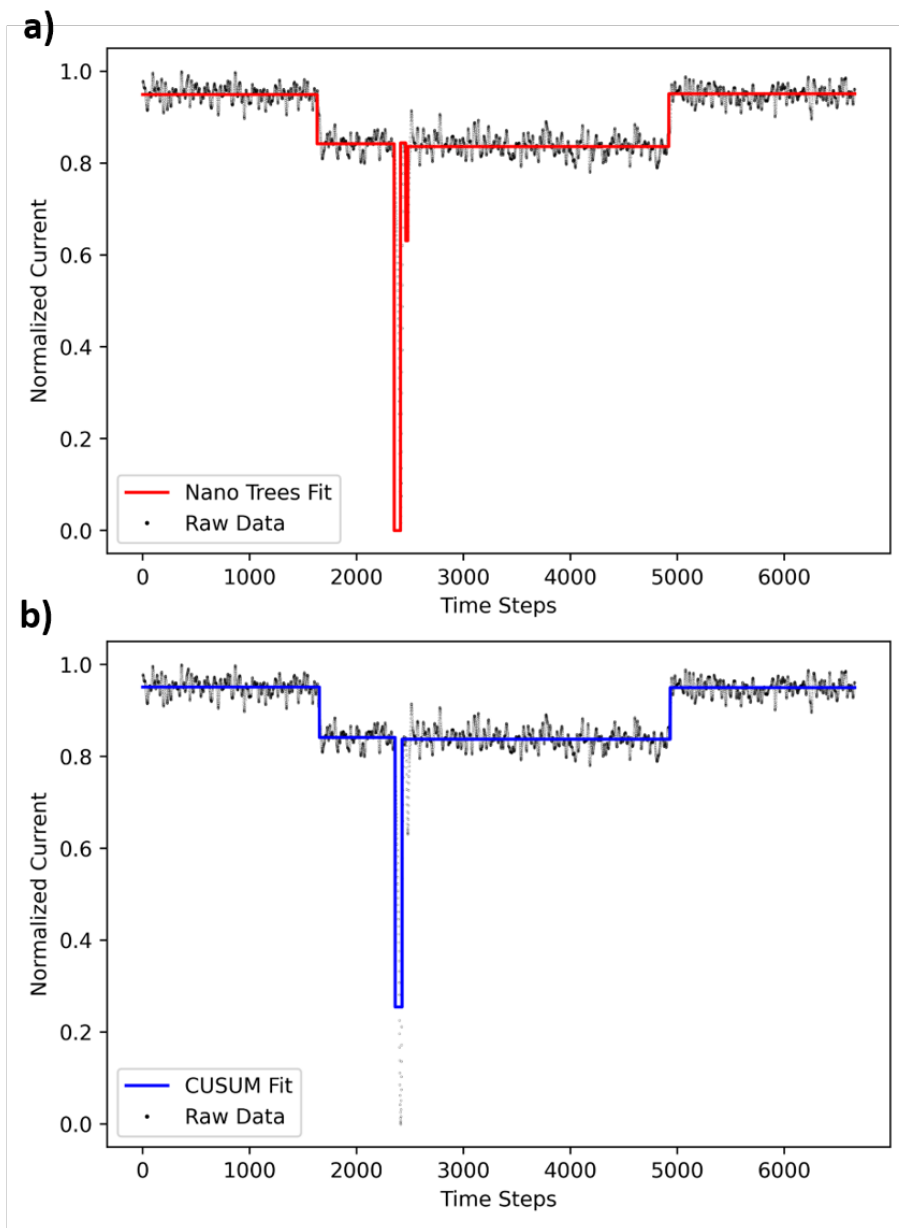 a)
1.0
0.8
0.6
0.4
0.2
0.0
Normalized Current
Nano Trees Fit
Raw Data
0 1000 2000 3000 4000 5000 6000
Time Steps
b)
1.0
0.8
0.6
0.4
0.2
0.0
Normalized Current
CUSUM Fit
Raw Data
0 1000 2000 3000 4000 5000 6000
Time Steps